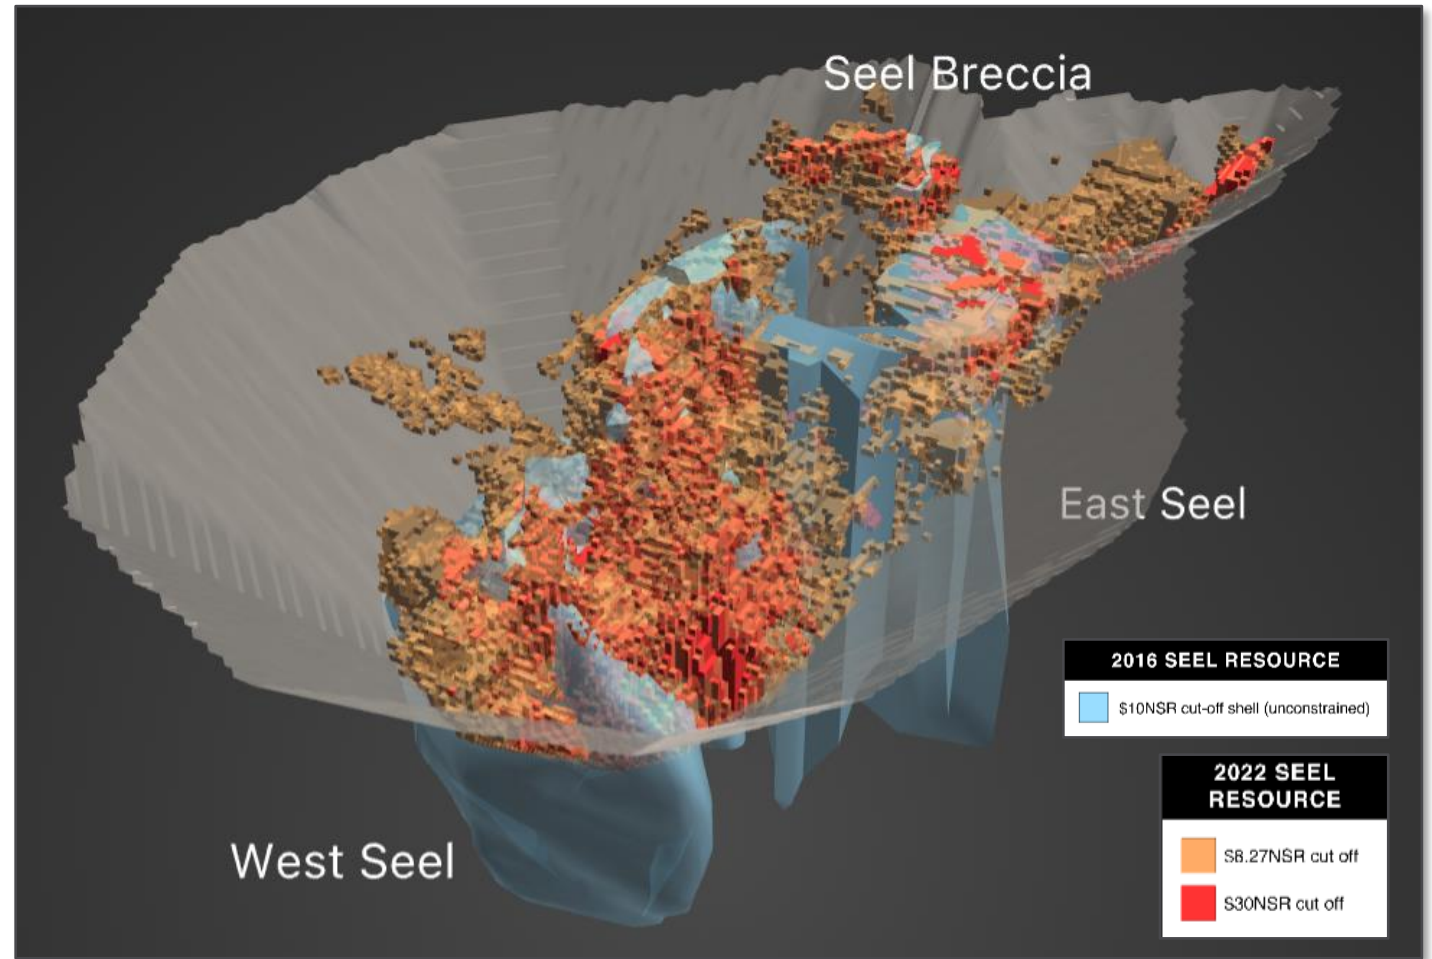 Seel Breccia
East Seel
2016 SEEL RESOURCE
$10NSR cut-off shell (unconstrained)
2022 SEEL
RESOURCE
$8.27NSR cut off
$30NSR cut off
West Seel